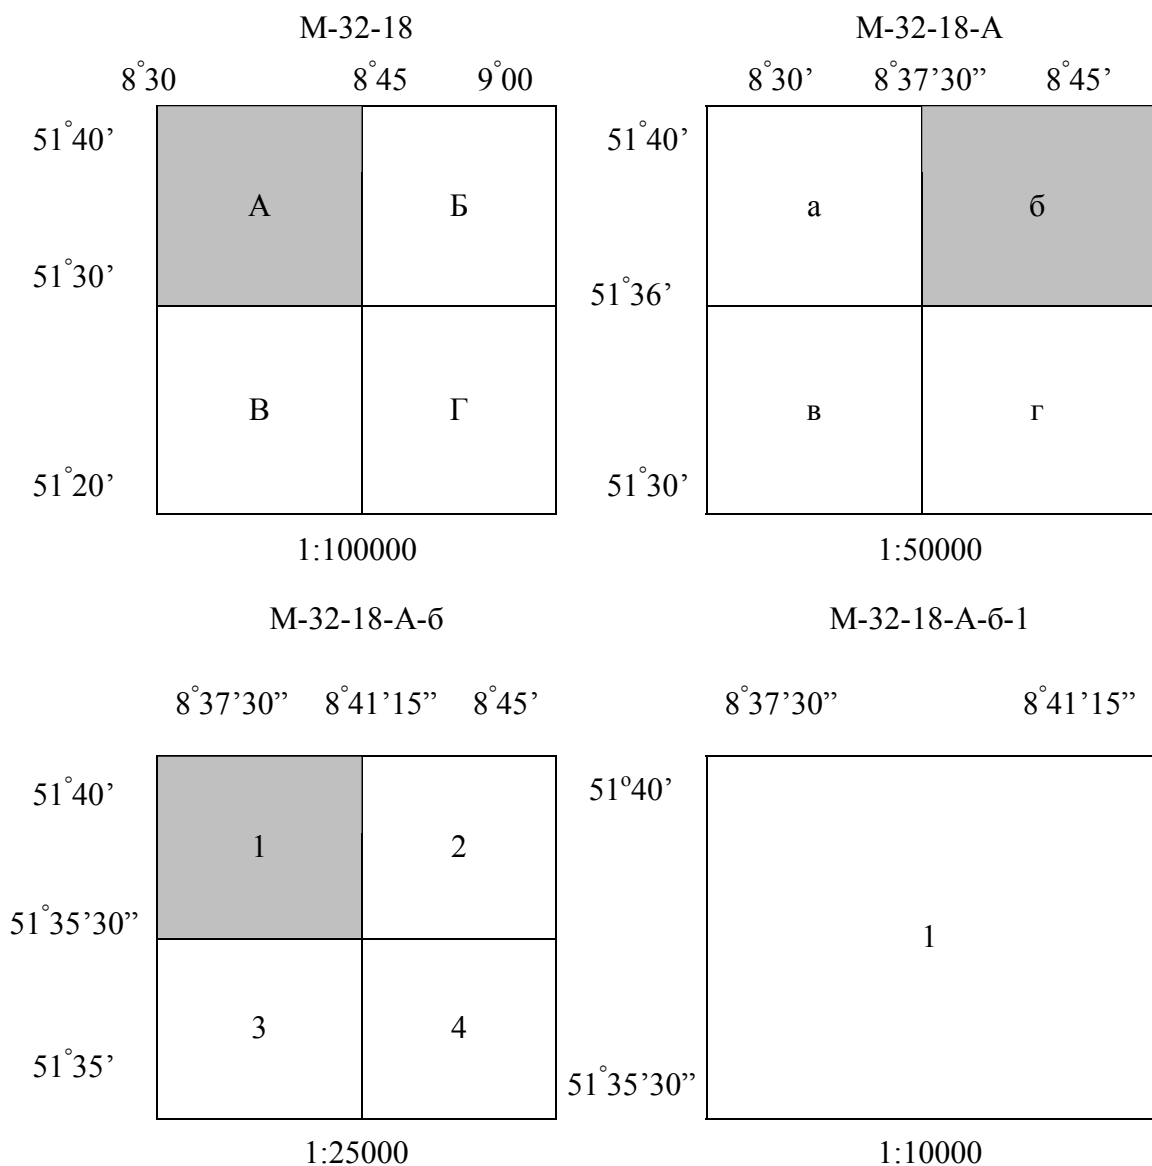 М-32-18
М-32-18-А
8°30
8°45
9°00
8°30’
8°37’30”
8°45’
51°40’
51°40’
А
Б
а
б
51°30’
51°36’
В
Г
в
г
51°20’
51°30’
1:100000
1:50000
М-32-18-А-б
М-32-18-А-б-1
8°37’30”
8°41’15”
8°45’
8°37’30”
8°41’15”
51°40’
51º40’
1
2
51°35’30”
1
3
4
51°35’
51°35’30”
1:25000
1:10000